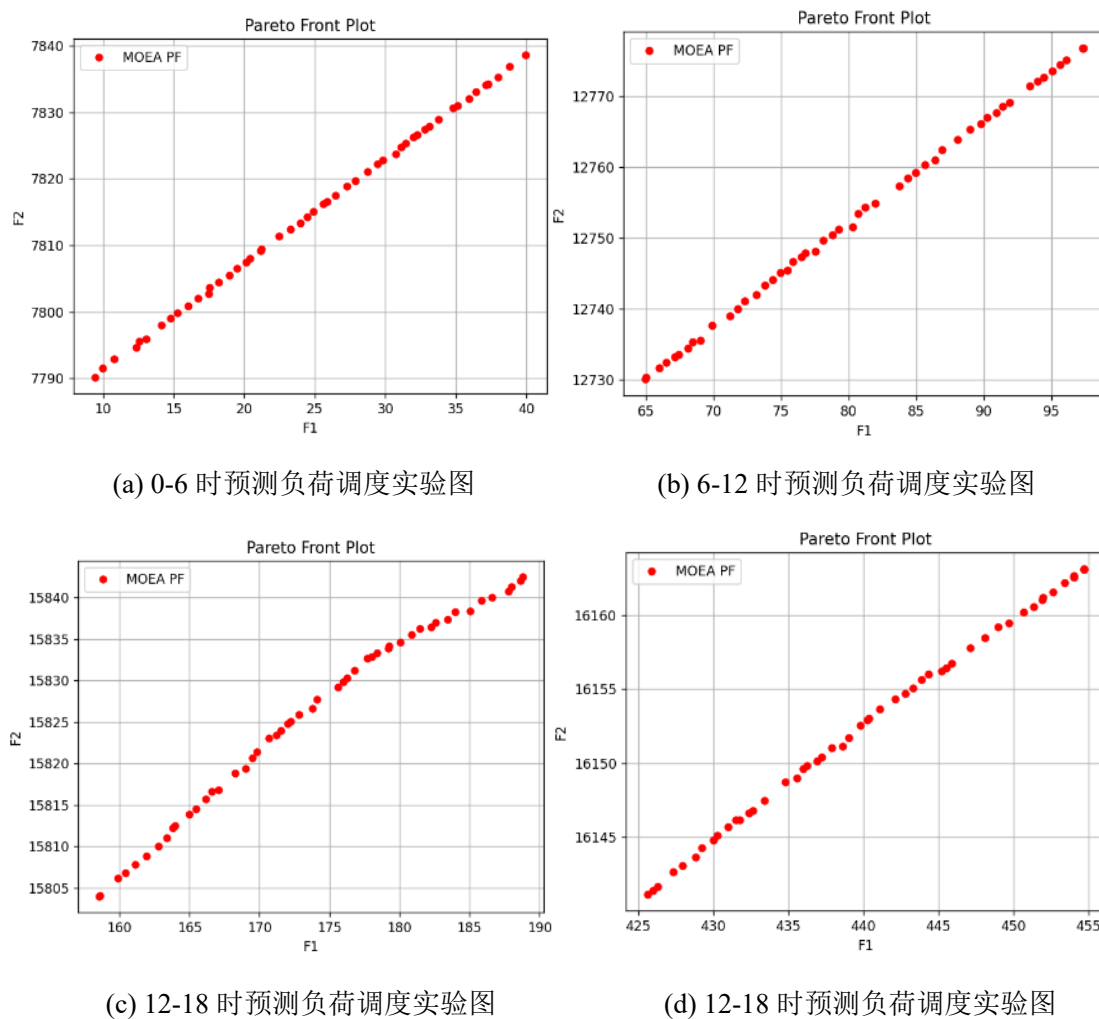 Pareto Front Plot
MOEA PF
7840
7830
7820
7810
7800
7790
F2
10 15 20 25 30 35 40
F1
(a) 0-6 时预测负荷调度实验图
Pareto Front Plot
MOEA PF
12770
12760
12750
12740
12730
F2
65 70 75 80 85 90 95
F1
(b) 6-12 时预测负荷调度实验图
Pareto Front Plot
MOEA PF
15840
15835
15830
15825
15820
15815
15810
15805
F2
160 165 170 175 180 185 190
F1
(c) 12-18 时预测负荷调度实验图
Pareto Front Plot
MOEA PF
16160
16155
16150
16145
F2
425 430 435 440 445 450 455
F1
(d) 12-18 时预测负荷调度实验图